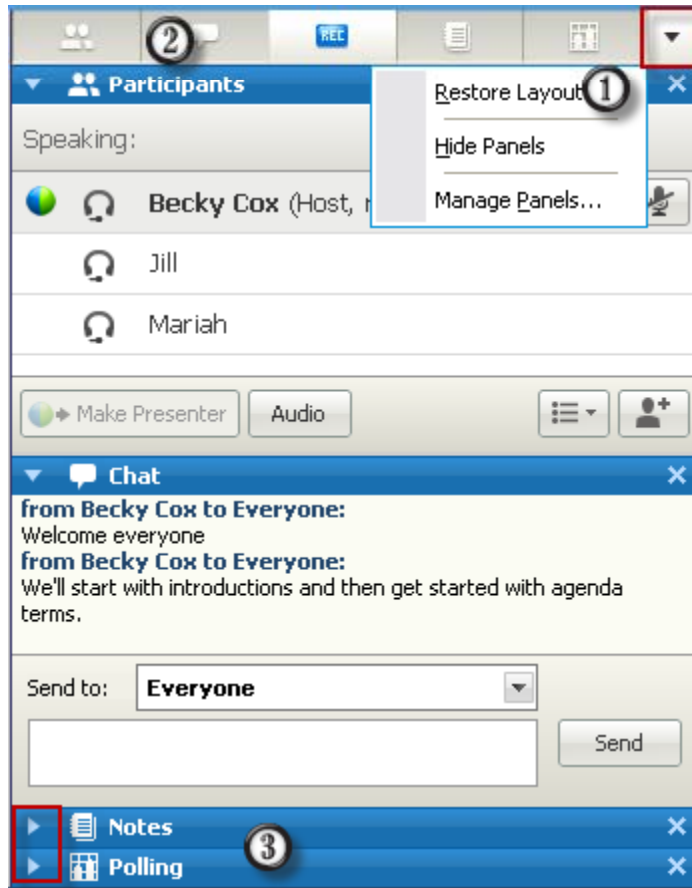 2
REC
Participants
Restore Layout
1
Speaking:
Hide Panels
Becky Cox (Host,
Manage Panels...
Jill
Mariah
Make Presenter
Audio
Chat
from Becky Cox to Everyone:
Welcome everyone
from Becky Cox to Everyone:
We'll start with introductions and then get started with agenda
terms.
Send to:
Everyone
Send
Notes
3
Polling